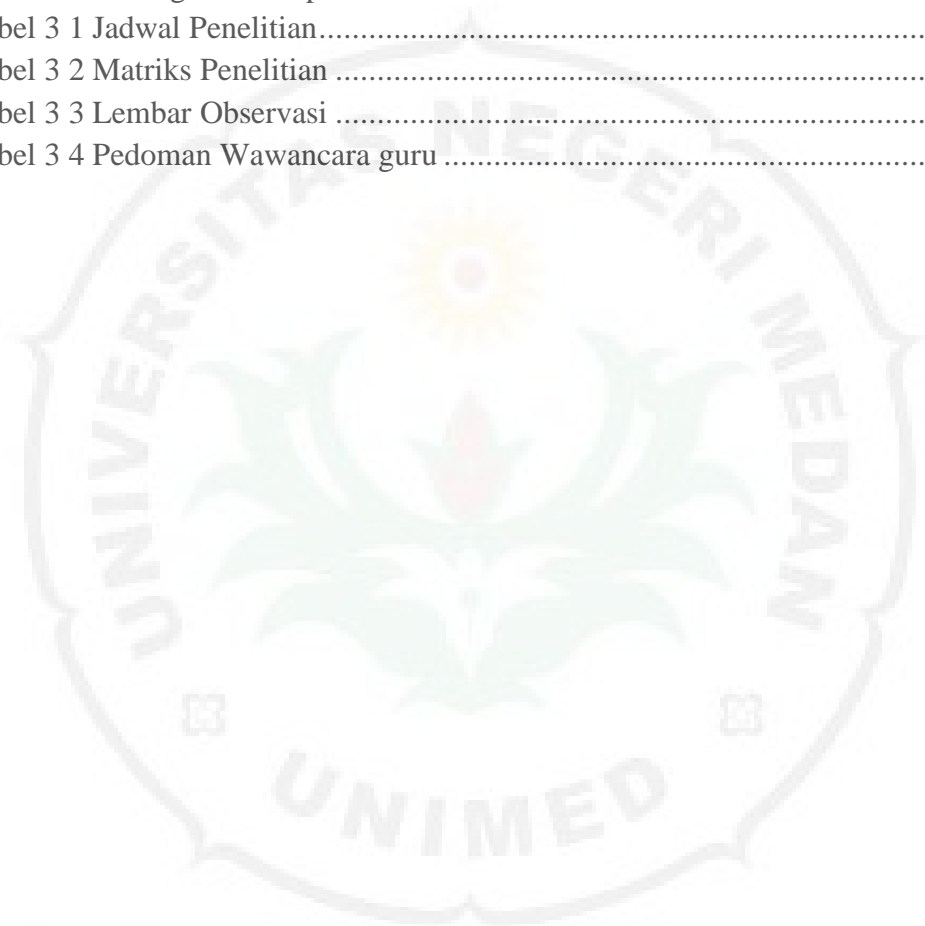 bel 3 1 Jadwal Penelitian........................................................................
bel 3 2 Matriks Penelitian ......................................................................
bel 3 3 Lembar Observasi ......................................................................
bel 3 4 Pedoman Wawancara guru .........................................................
UNIVERSITAS NEGERI MEDAN
UNIMED